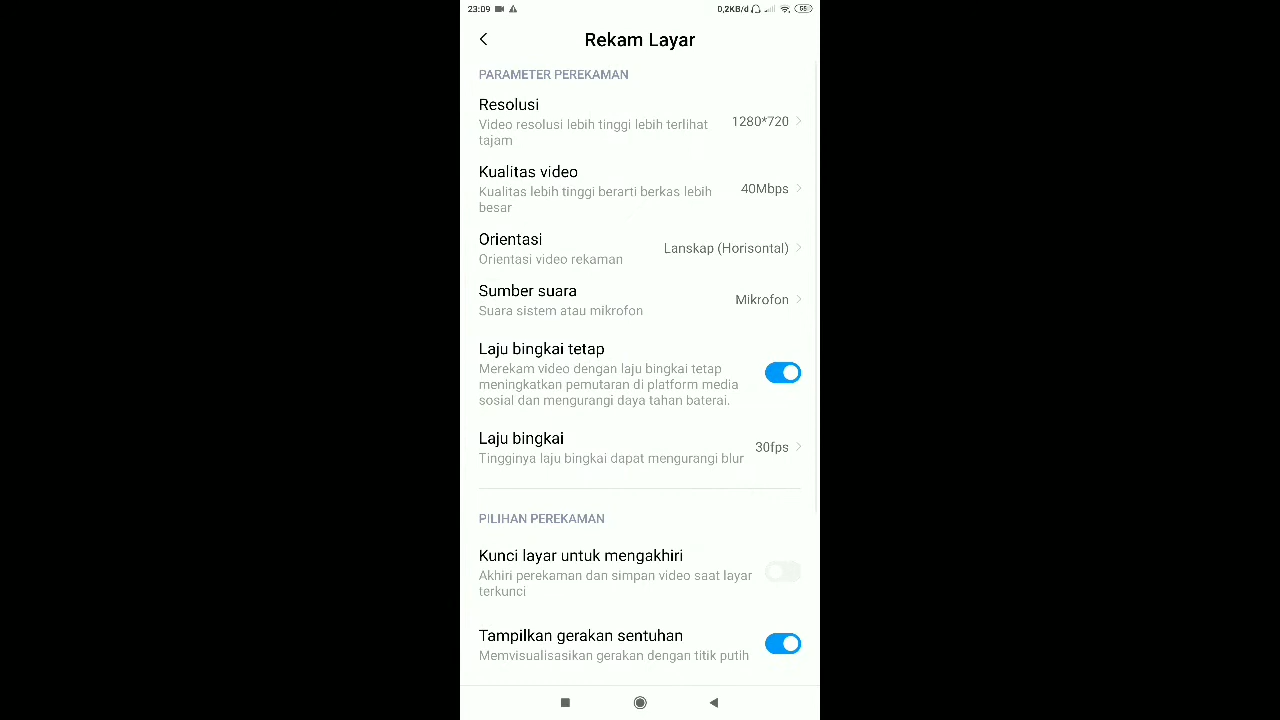 23:09
0,2KB/d
55
Rekam Layar
PARAMETER PEREKAMAN
Resolusi
Video resolusi lebih tinggi lebih terlihat
tajam
1280*720
Kualitas video
Kualitas lebih tinggi berarti berkas lebih
besar
40Mbps
Orientasi
Orientasi video rekaman
Lanskap (Horisontal)
Sumber suara
Suara sistem atau mikrofon
Mikrofon
Laju bingkai tetap
Merekam video dengan laju bingkai tetap
meningkatkan pemutaran di platform media
sosial dan mengurangi daya tahan baterai.
Laju bingkai
Tingginya laju bingkai dapat mengurangi blur
30fps
PILIHAN PEREKAMAN
Kunci layar untuk mengakhiri
Akhiri perekaman dan simpan video saat layar
terkunci
Tampilkan gerakan sentuhan
Memvisualisasikan gerakan dengan titik putih